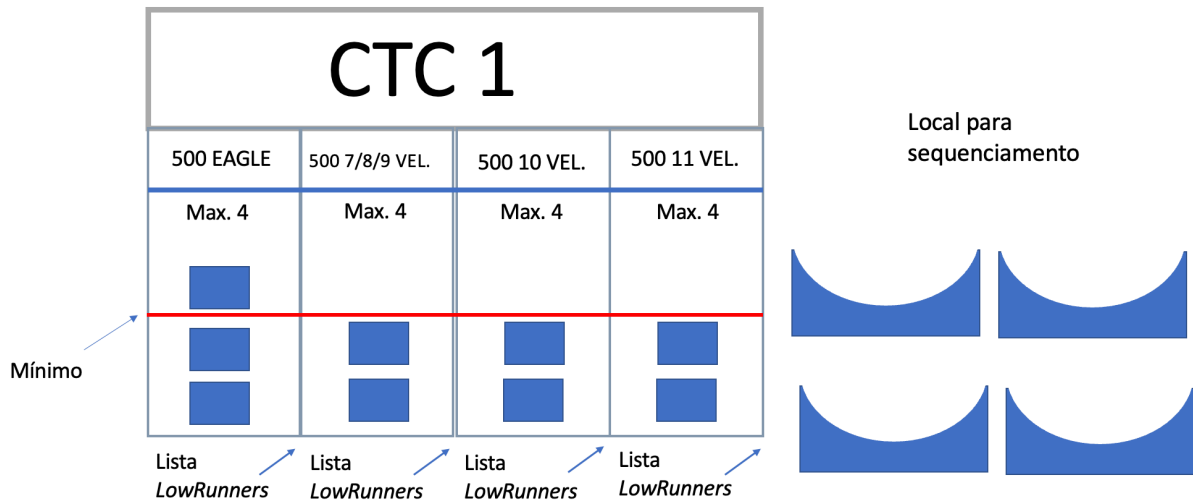 CTC 1
500 EAGLE
500 7/8/9 VEL.
500 10 VEL.
500 11 VEL.
Max. 4
Max. 4
Max. 4
Max. 4
Mínimo
Lista
LowRunners
Lista
LowRunners
Lista
LowRunners
Lista
LowRunners
Local para
sequenciamento